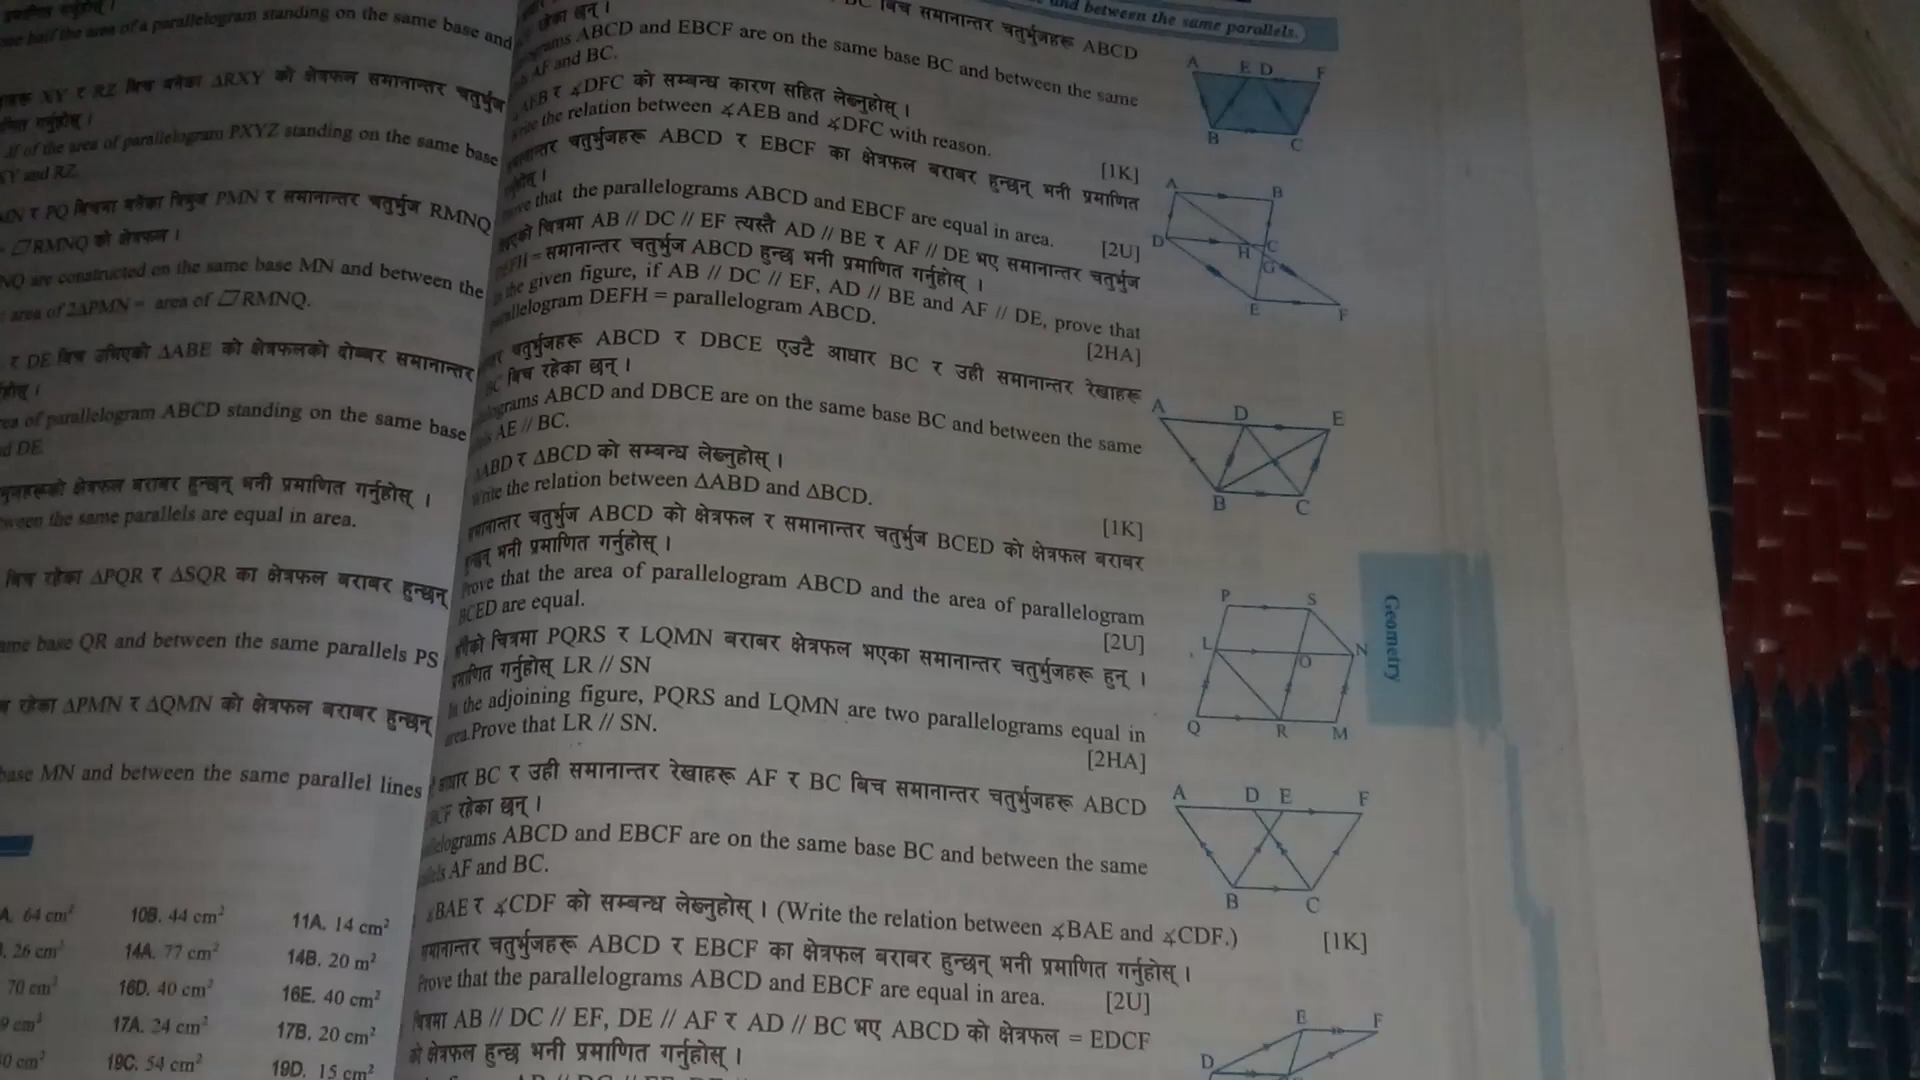 one half the area of a parallelogram standing on the same base and
XY र RZ बिच बनेका ΔRXY को क्षेत्रफल समानान्तर चतुर्भुज
गर्नुहोस् ।
of the area of parallelogram PXYZ standing on the same base
XY and RZ.
र PQ बिचमा बनेका त्रिभुज PMN र समानान्तर चतुर्भुज RMNQ
= ▱RMNQ को क्षेत्रफल ।
are constructed on the same base MN and between the
area of 2ΔPMN = area of ▱RMNQ.
र DE बिच उभिएको ΔABE को क्षेत्रफलको दोब्बर समानान्तर
of parallelogram ABCD standing on the same base
DE.
क्षेत्रफल बराबर हुन्छन् भनी प्रमाणित गर्नुहोस् ।
the same parallels are equal in area.
बिच रहेका ΔPQR र ΔSQR का क्षेत्रफल बराबर हुन्छन्
base QR and between the same parallels PS
रहेका ΔPMN र ΔQMN को क्षेत्रफल बराबर हुन्छन्
base MN and between the same parallel lines
A. 64 cm² 10B. 44 cm² 11A. 14 cm²
26 cm² 14A. 77 cm² 14B. 20 m²
70 cm² 16D. 40 cm² 16E. 40 cm²
cm² 17A. 24 cm² 17B. 20 cm²
cm² 19C. 54 cm² 19D. 15 cm²
and between the same parallels.
रहेका छन् ।
बिच समानान्तर चतुर्भुजहरू ABCD
ABCD and EBCF are on the same base BC and between the same
AF and BC.
AEB र ∡DFC को सम्बन्ध कारण सहित लेख्नुहोस् ।
the relation between ∡AEB and ∡DFC with reason. [1K]
चतुर्भुजहरू ABCD र EBCF का क्षेत्रफल बराबर हुन्छन् भनी प्रमाणित
that the parallelograms ABCD and EBCF are equal in area. [2U]
A E D F B C
चित्रमा AB // DC // EF त्यस्तै AD // BE र AF // DE भए समानान्तर चतुर्भुज
DEFH = समानान्तर चतुर्भुज ABCD हुन्छ भनी प्रमाणित गर्नुहोस् ।
the given figure, if AB // DC // EF, AD // BE and AF // DE, prove that
parallelogram DEFH = parallelogram ABCD. [2HA]
A B D H C G E F
चतुर्भुजहरू ABCD र DBCE एउटै आधार BC र उही समानान्तर रेखाहरू
BC बिच रहेका छन् ।
ABCD and DBCE are on the same base BC and between the same
AE // BC.
ΔABD र ΔBCD को सम्बन्ध लेख्नुहोस् ।
Write the relation between ΔABD and ΔBCD. [1K]
समानान्तर चतुर्भुज ABCD को क्षेत्रफल र समानान्तर चतुर्भुज BCED को क्षेत्रफल बराबर
हुन्छन् भनी प्रमाणित गर्नुहोस् ।
Prove that the area of parallelogram ABCD and the area of parallelogram
BCED are equal. [2U]
A D E B C
चित्रमा PQRS र LQMN बराबर क्षेत्रफल भएका समानान्तर चतुर्भुजहरू हुन् ।
प्रमाणित गर्नुहोस् LR // SN
In the adjoining figure, PQRS and LQMN are two parallelograms equal in
area. Prove that LR // SN. [2HA]
P S L O N Q R M
Geometry
आधार BC र उही समानान्तर रेखाहरू AF र BC बिच समानान्तर चतुर्भुजहरू ABCD
रहेका छन् ।
ABCD and EBCF are on the same base BC and between the same
AF and BC.
∡BAE र ∡CDF को सम्बन्ध लेख्नुहोस् । (Write the relation between ∡BAE and ∡CDF.) [1K]
समानान्तर चतुर्भुजहरू ABCD र EBCF का क्षेत्रफल बराबर हुन्छन् भनी प्रमाणित गर्नुहोस् ।
Prove that the parallelograms ABCD and EBCF are equal in area. [2U]
A D E F B C
चित्रमा AB // DC // EF, DE // AF र AD // BC भए ABCD को क्षेत्रफल = EDCF
को क्षेत्रफल हुन्छ भनी प्रमाणित गर्नुहोस् ।
E F D